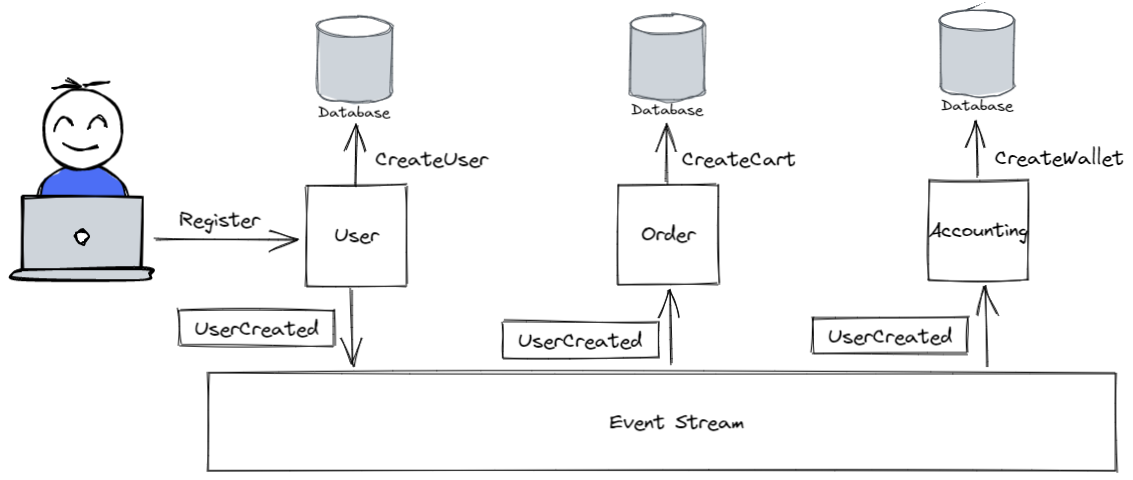 Database
Database
Database
CreateUser
CreateCart
CreateWallet
Register
User
Order
Accounting
UserCreated
UserCreated
UserCreated
Event Stream